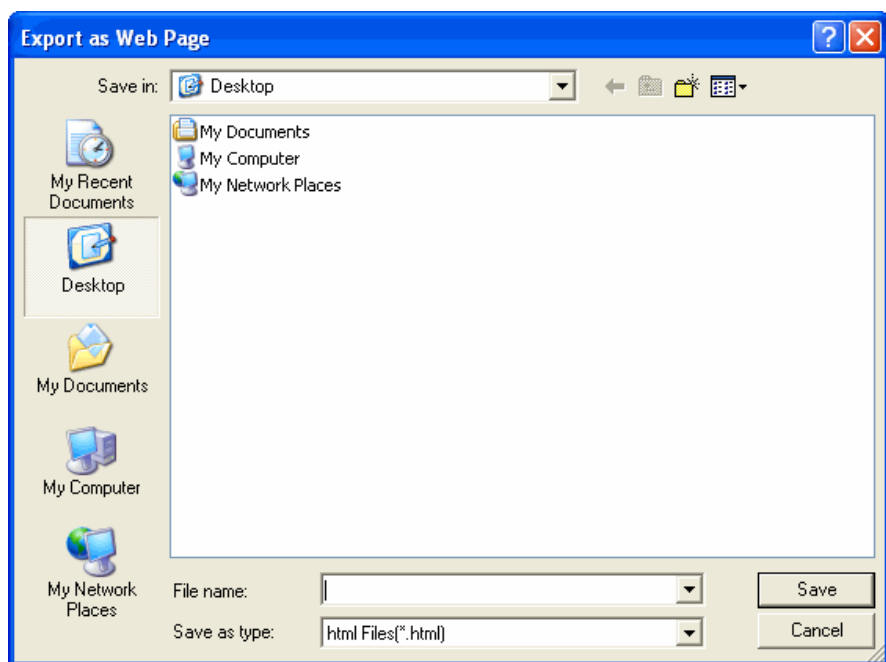 Export as Web Page
Save in:
Desktop
My Recent
Documents
Desktop
My Documents
My Computer
My Network
Places
My Documents
My Computer
My Network Places
File name:
Save
Save as type:
html Files(*.html)
Cancel